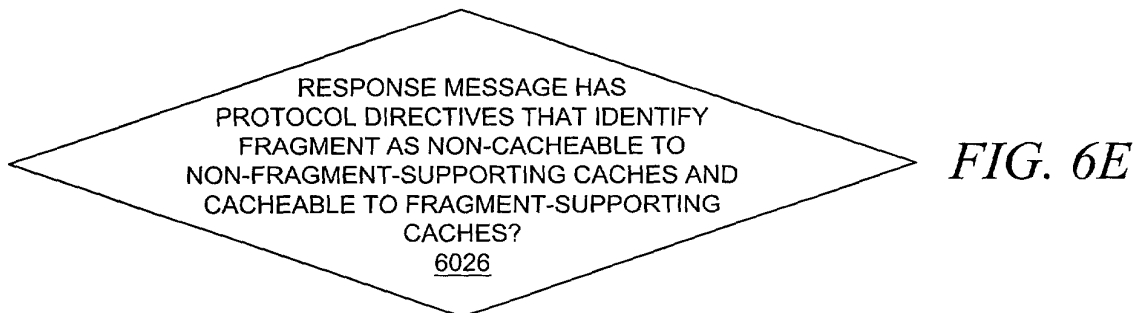 RESPONSE MESSAGE HAS
PROTOCOL DIRECTIVES THAT IDENTIFY
FRAGMENT AS NON-CACHEABLE TO
NON-FRAGMENT-SUPPORTING CACHES AND
CACHEABLE TO FRAGMENT-SUPPORTING
CACHES?
6026
FIG. 6E